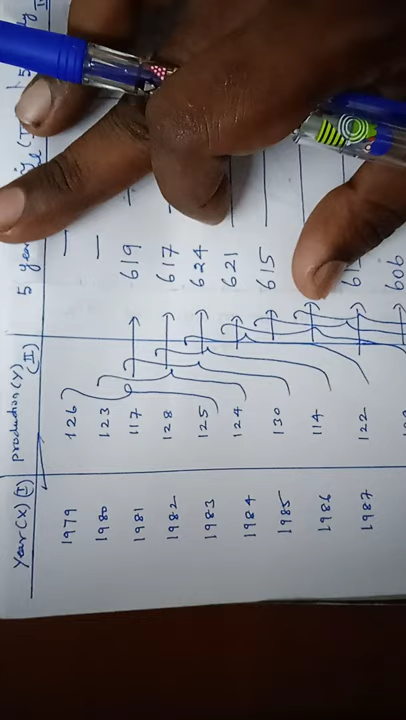 Year(x)(I) production(y) (II) 5 year
1979 126 —
1980 123 —
1981 117 619
1982 128 617
1983 125 624
1984 124 621
1985 130 615
1986 114
1987 122
606